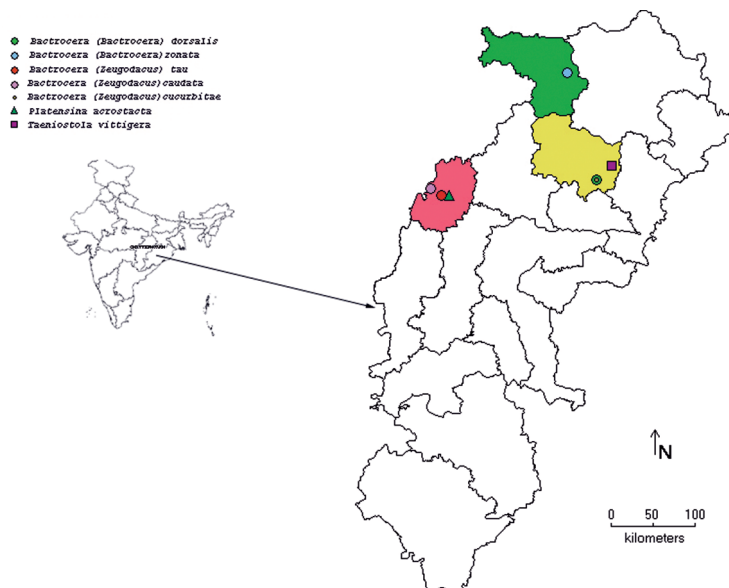 Bactrocera (Bactrocera) dorsalis
Bactrocera (Bactrocera)zonata
Bactrocera (Zeugodacus) tau
Bactrocera (Zeugodacus)caudata
Bactrocera (Zeugodacus)cucurbitae
Platensina acrostacta
Taeniostola vittigera
N
0 50 100
kilometers